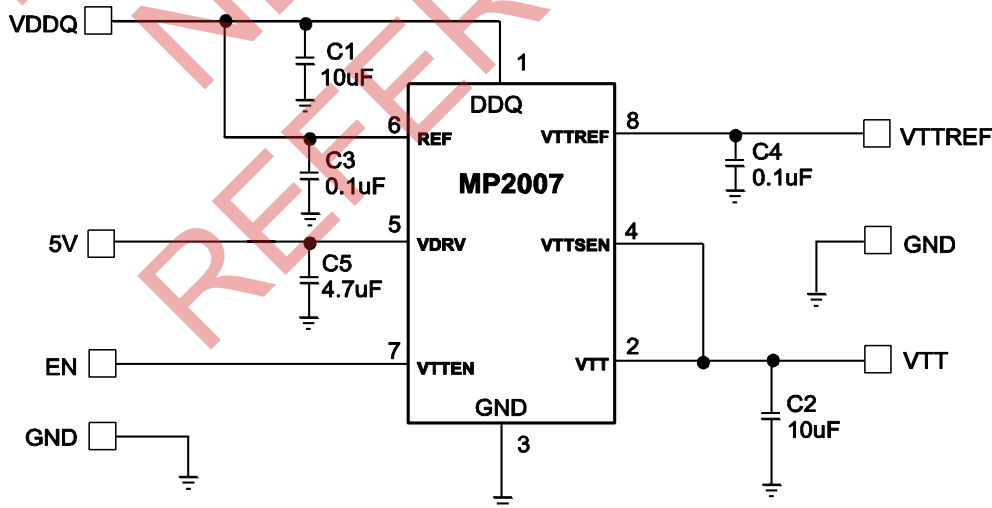 VDDQ
C1
10uF
1
DDQ
6
REF
VTTREF
8
VTTREF
C3
0.1uF
MP2007
C4
0.1uF
5V
5
VDRV
VTTSEN
4
GND
C5
4.7uF
EN
7
VTTEN
VTT
2
VTT
GND
GND
3
C2
10uF
REFER